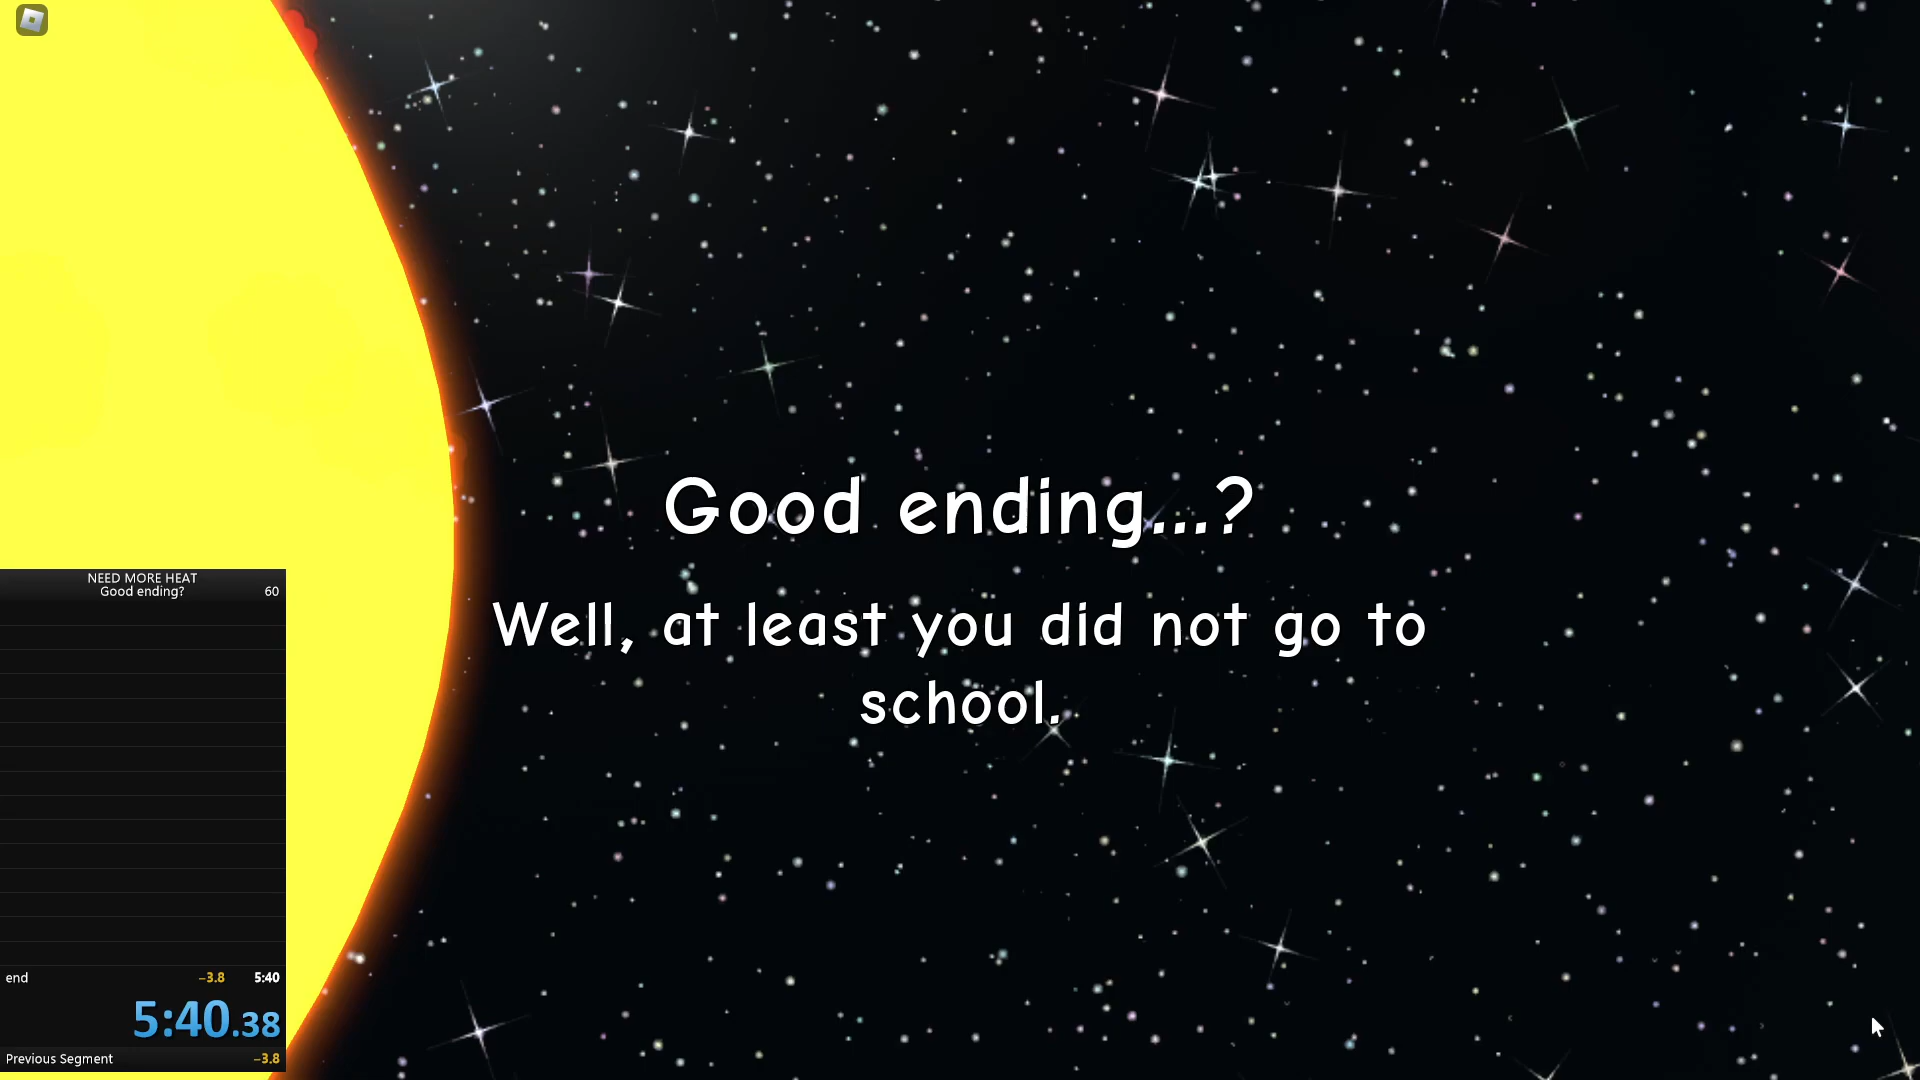 Good ending...?
Well, at least you did not go to
school.
NEED MORE HEAT
Good ending? 60
end −3.8 5:40
5:40.38
Previous Segment −3.8